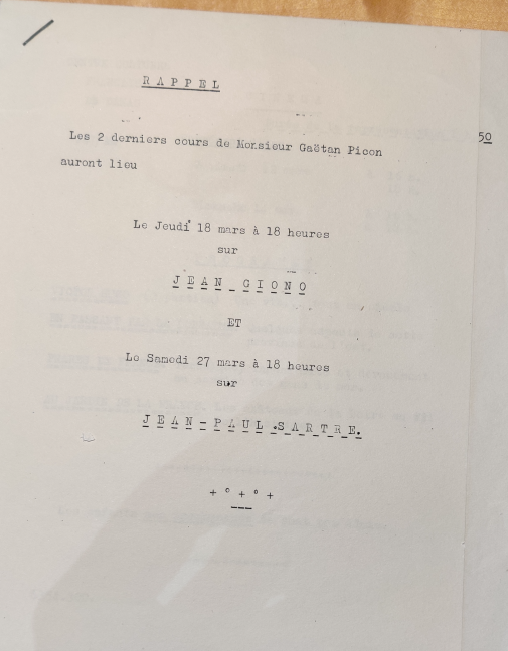 RAPPEL
50
Les 2 derniers cours de Monsieur Gaëtan Picon
auront lieu
Le Jeudi 18 mars à 18 heures
sur
JEAN GIONO
ET
Le Samedi 27 mars à 18 heures
sur
JEAN-PAUL SARTRE.
+ ° + ° +